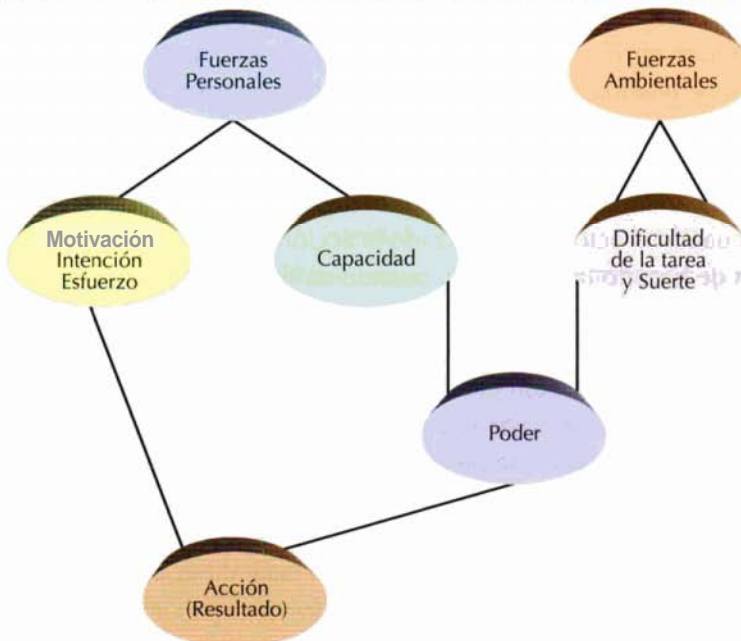 Fuerzas
Personales
Fuerzas
Ambientales
Motivación
Intención
Esfuerzo
Capacidad
Dificultad
de la tarea
y Suerte
Poder
Acción
(Resultado)